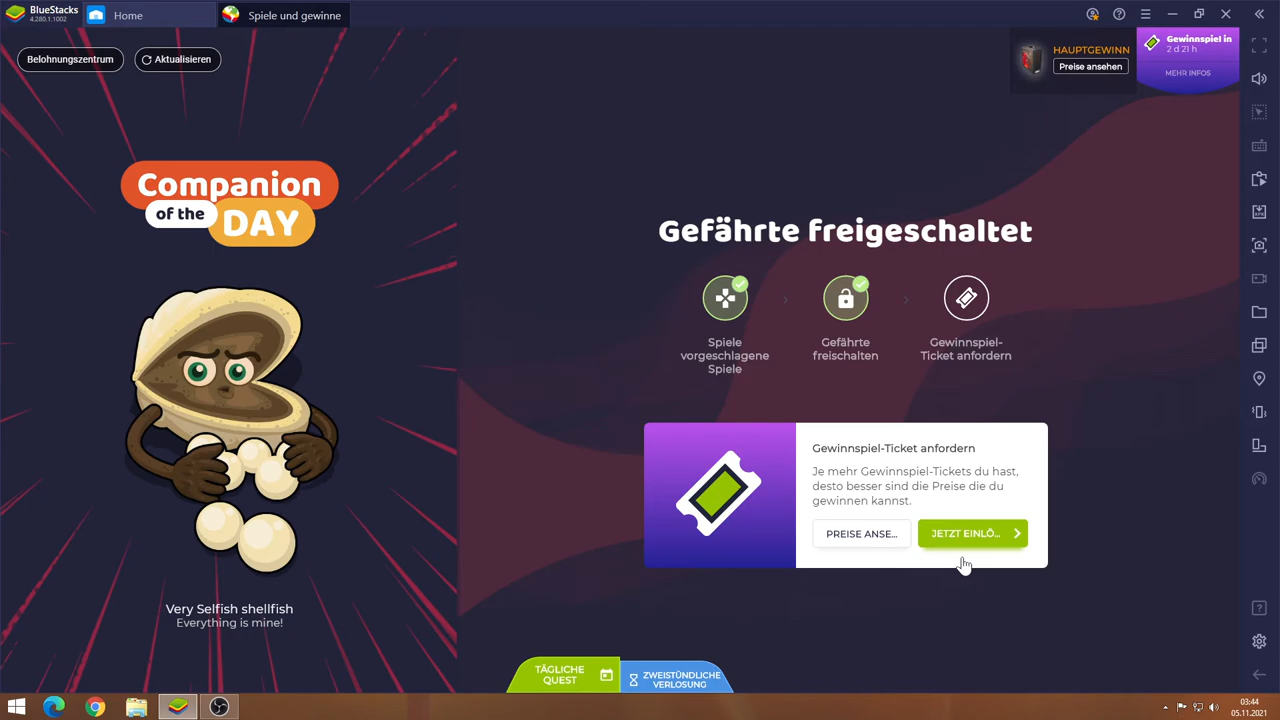 BlueStacks
4.280.1.1002
Home
Spiele und gewinne
Belohnungszentrum
Aktualisieren
HAUPTGEWINN
Preise ansehen
Gewinnspiel in
2 d 21 h
MEHR INFOS
Companion
of the
DAY
Gefährte freigeschaltet
Spiele
vorgeschlagene
Spiele
Gefährte
freischalten
Gewinnspiel-
Ticket anfordern
Gewinnspiel-Ticket anfordern
Je mehr Gewinnspiel-Tickets du hast,
desto besser sind die Preise die du
gewinnen kannst.
PREISE ANSE...
JETZT EINLÖ...
Very Selfish shellfish
Everything is mine!
TÄGLICHE
QUEST
ZWEISTÜNDLICHE
VERLOSUNG
03:44
05.11.2021